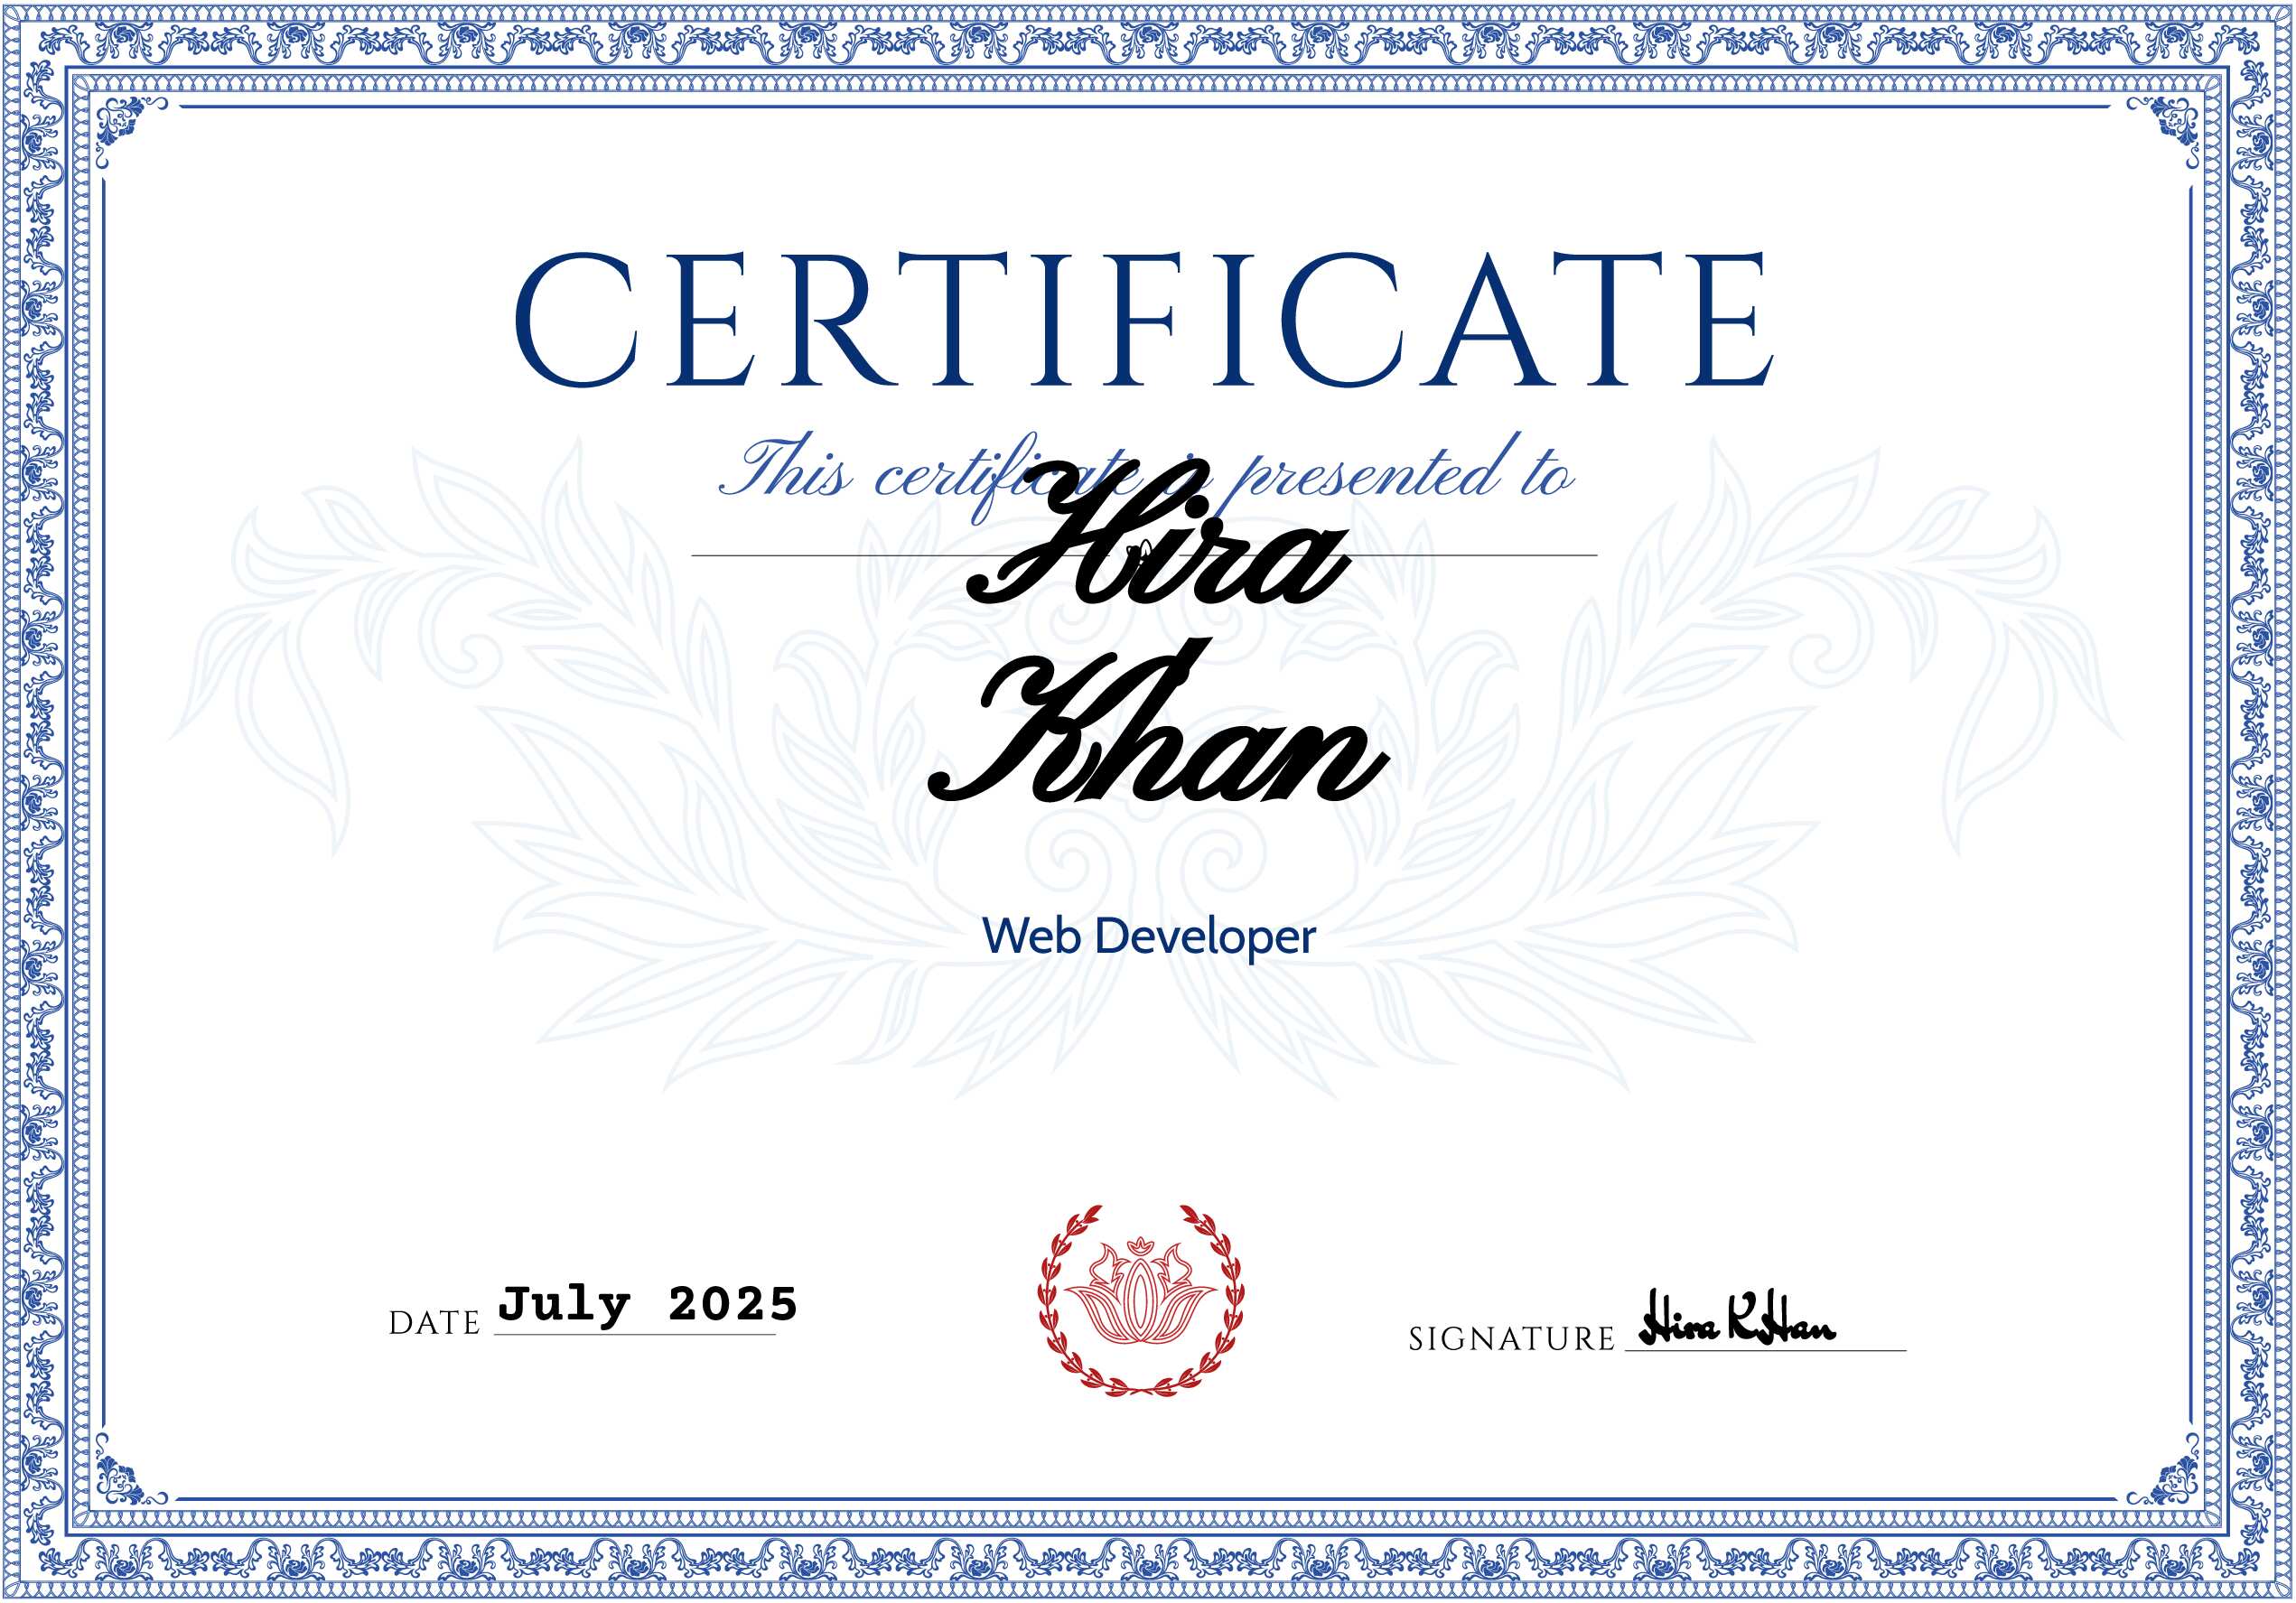 CERTIFICATE
This certificate is presented to
Hira
Khan
Web Developer
DATE July 2025
SIGNATURE Hira KHan